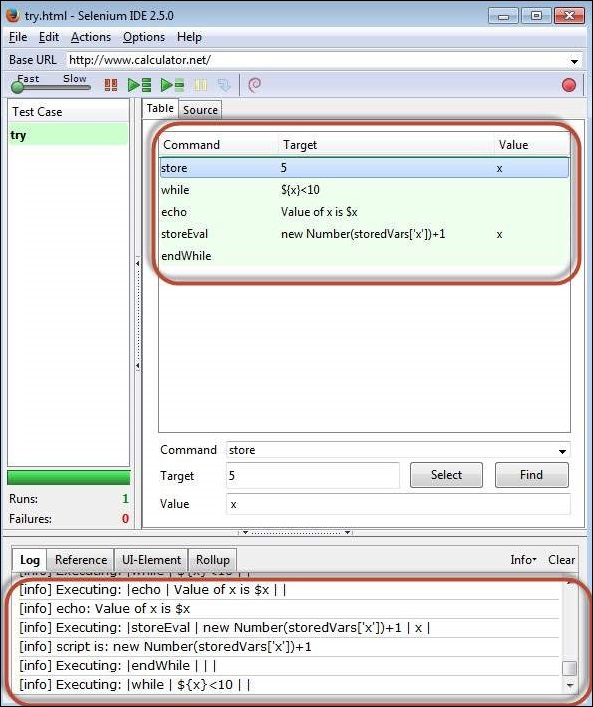 try.html - Selenium IDE 2.5.0
File Edit Actions Options Help
Base URL http://www.calculator.net/
Fast Slow
Test Case
try
Table Source
Command Target Value
store 5 x
while ${x}<10
echo Value of x is $x
storeEval new Number(storedVars['x'])+1 x
endWhile
Command store
Target 5 Select Find
Value x
Runs: 1
Failures: 0
Log Reference UI-Element Rollup Info Clear
[info] Executing: |while | ${x}<10 | |
[info] Executing: |echo | Value of x is $x | |
[info] echo: Value of x is $x
[info] Executing: |storeEval | new Number(storedVars['x'])+1 | x |
[info] script is: new Number(storedVars['x'])+1
[info] Executing: |endWhile | | |
[info] Executing: |while | ${x}<10 | |